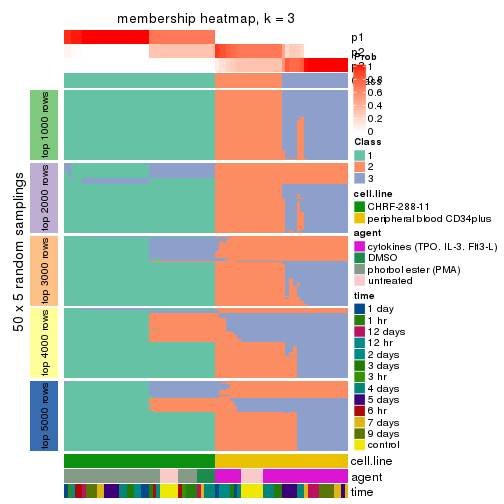 membership heatmap, k = 3
p1
p2
p3
Prob
1
0.8
0.6
0.4
0.2
0
Class
1
2
3
50 x 5 random samplings
top 1000 rows
top 2000 rows
top 3000 rows
top 4000 rows
top 5000 rows
cell.line
CHRF-288-11
peripheral blood CD34plus
agent
cytokines (TPO, IL-3, Flt3-L)
DMSO
phorbol ester (PMA)
untreated
time
1 day
1 hr
12 days
12 hr
2 days
3 days
3 hr
4 days
5 days
6 hr
7 days
9 days
control
cell.line
agent
time